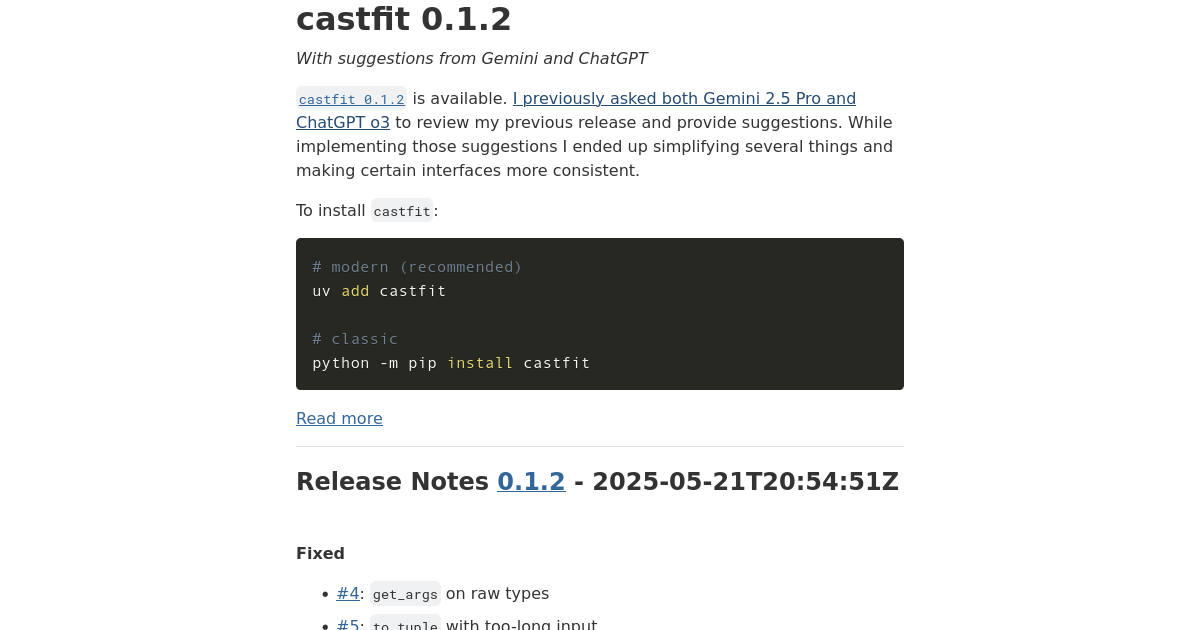 castfit 0.1.2
With suggestions from Gemini and ChatGPT
castfit 0.1.2 is available. I previously asked both Gemini 2.5 Pro and
ChatGPT o3 to review my previous release and provide suggestions. While
implementing those suggestions I ended up simplifying several things and
making certain interfaces more consistent.
To install castfit:
# modern (recommended)
uv add castfit
# classic
python -m pip install castfit
Read more
Release Notes 0.1.2 - 2025-05-21T20:54:51Z
Fixed
• #4: get_args on raw types
• #5: to_tuple with too-long input